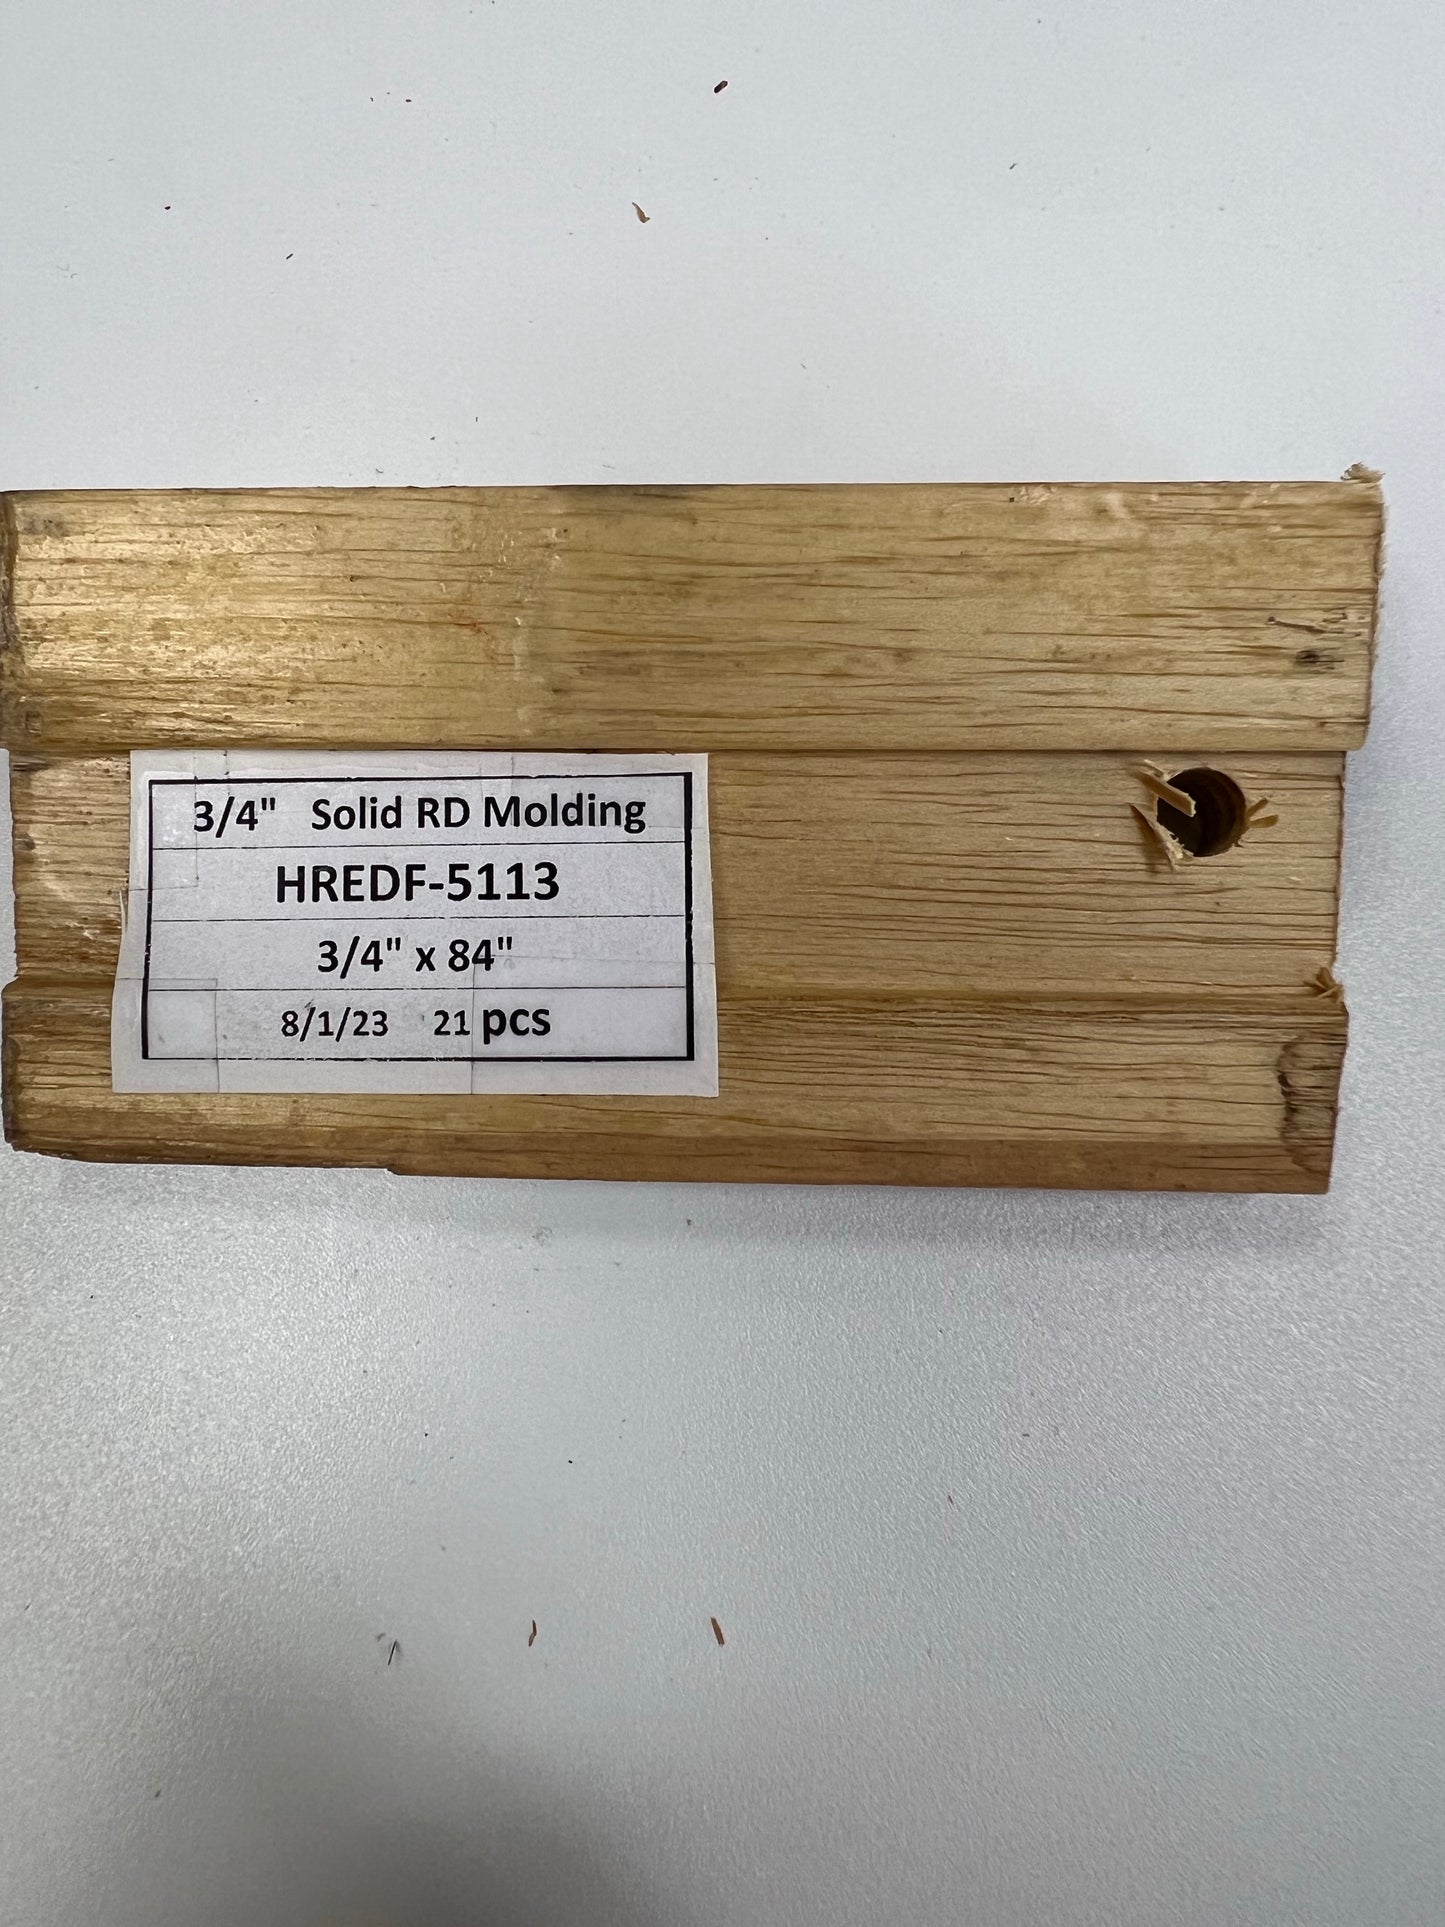 3/4" Solid RD Molding
HREDF-5113
3/4" x 84"
8/1/23 21 pcs